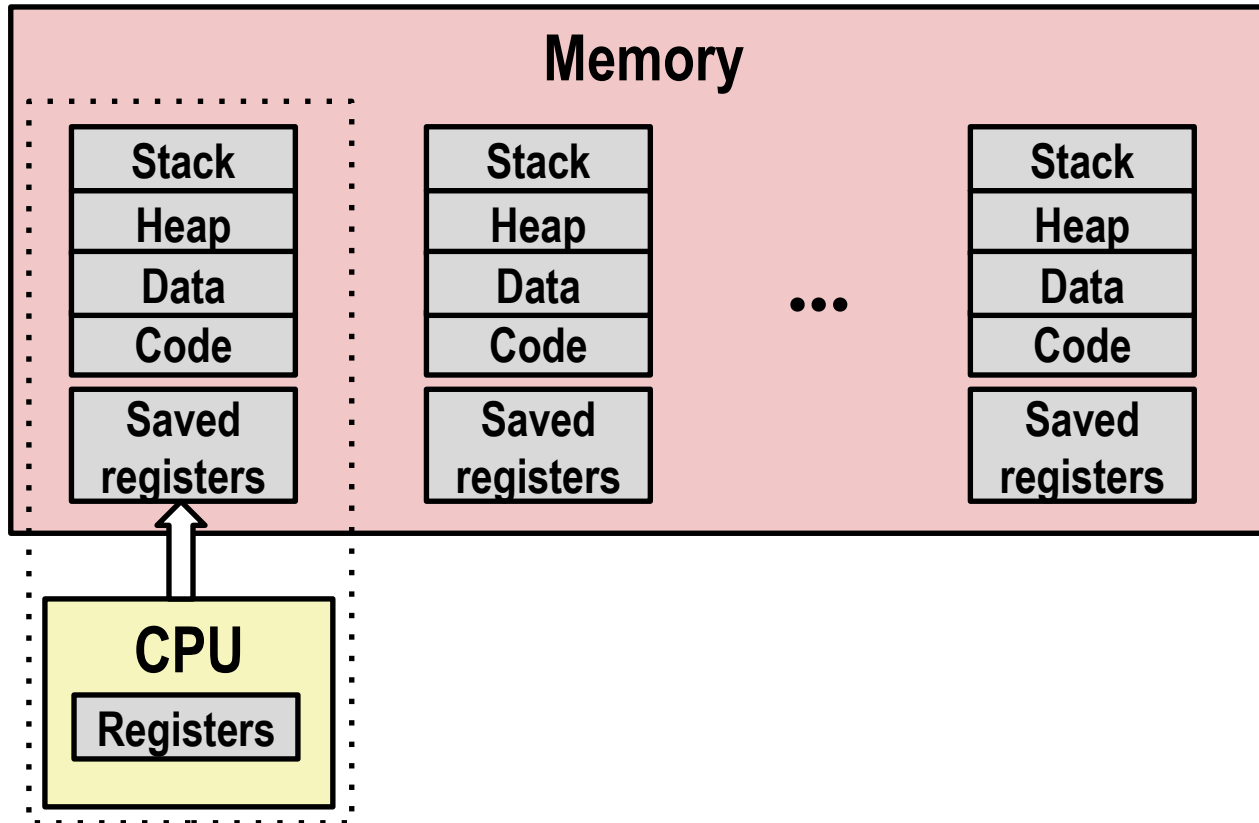 Memory
Stack
Heap
Data
Code
Saved
registers
Stack
Heap
Data
Code
Saved
registers
...
Stack
Heap
Data
Code
Saved
registers
CPU
Registers